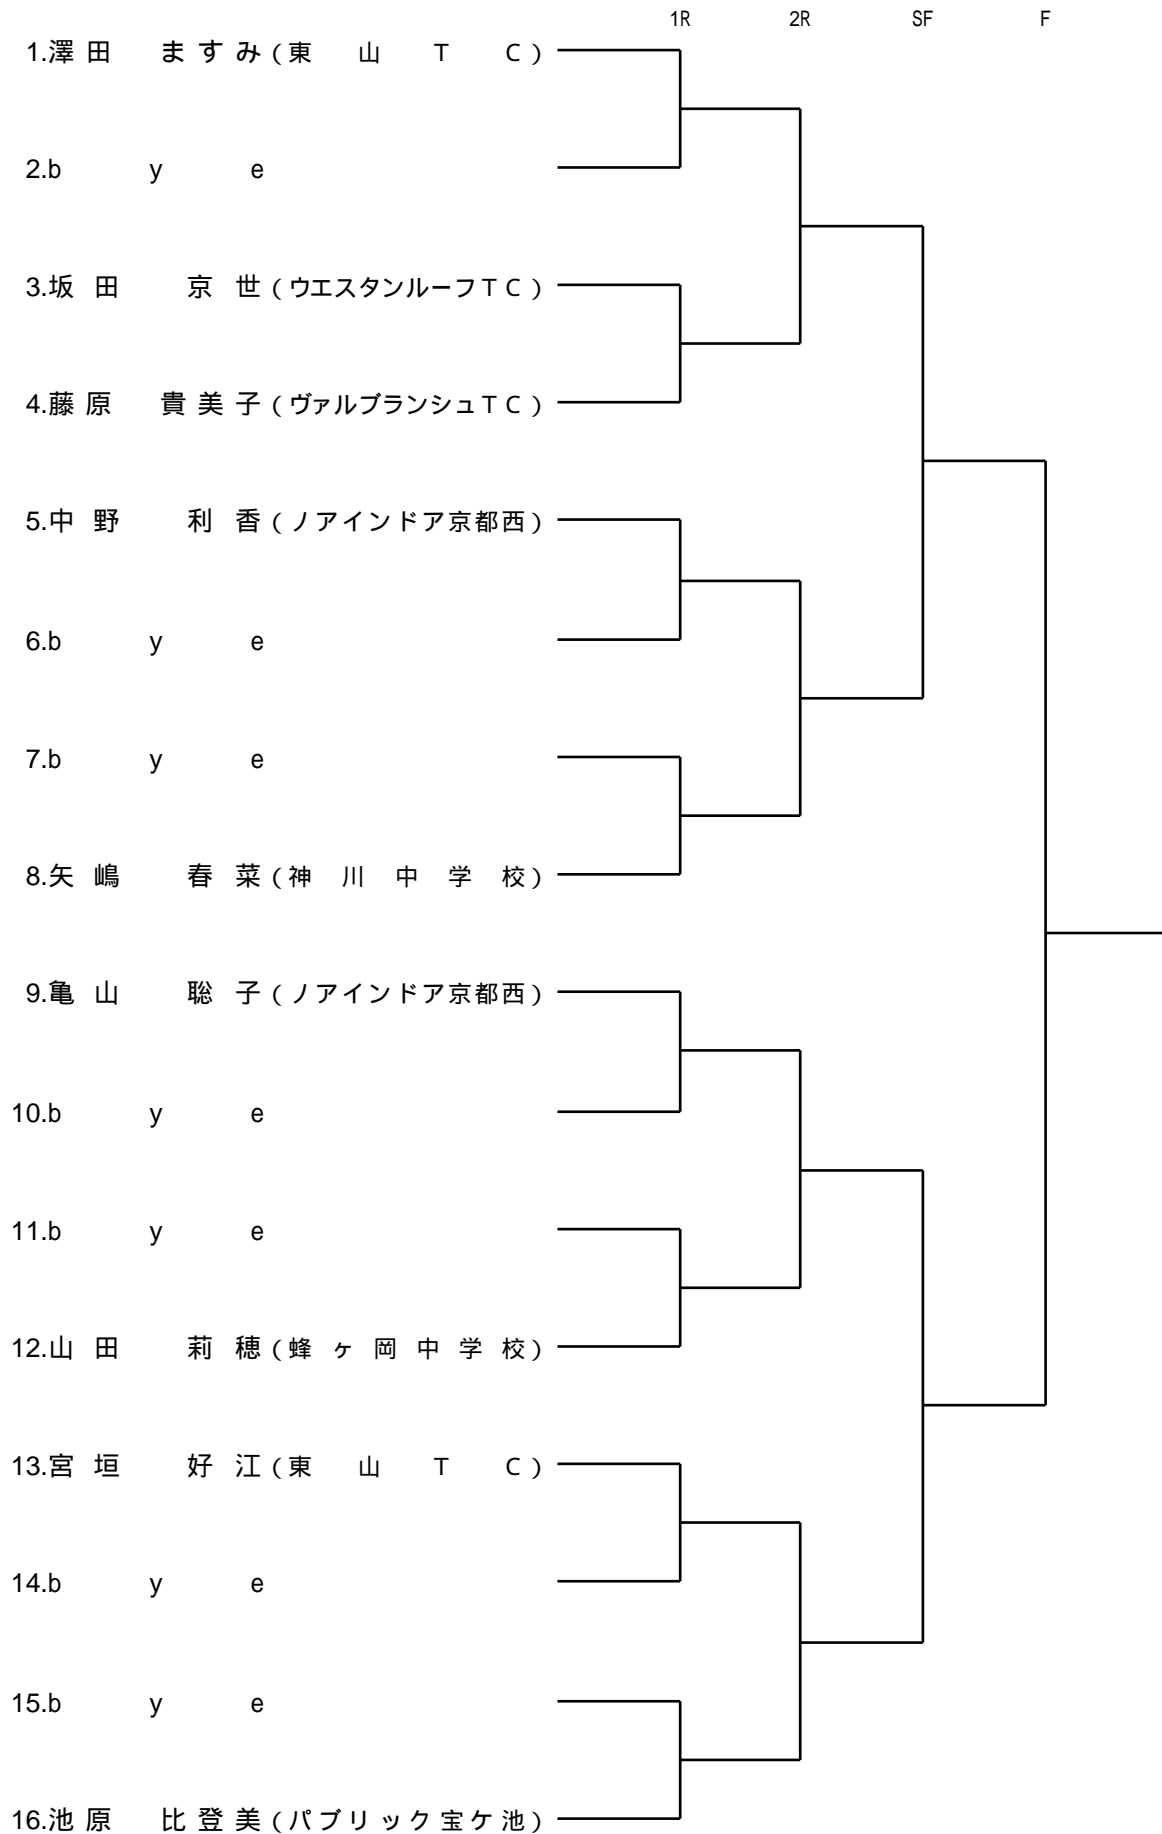 1R 2R SF F
1.澤田 ますみ(東山TC)
2.bye
3.坂田 京世(ウエスタンルーフTC)
4.藤原 貴美子(ヴァルブランシュTC)
5.中野 利香(ノアインドア京都西)
6.bye
7.bye
8.矢嶋 春菜(神川中学校)
9.亀山 聡子(ノアインドア京都西)
10.bye
11.bye
12.山田 莉穂(蜂ヶ岡中学校)
13.宮垣 好江(東山TC)
14.bye
15.bye
16.池原 比登美(パブリック宝ケ池)